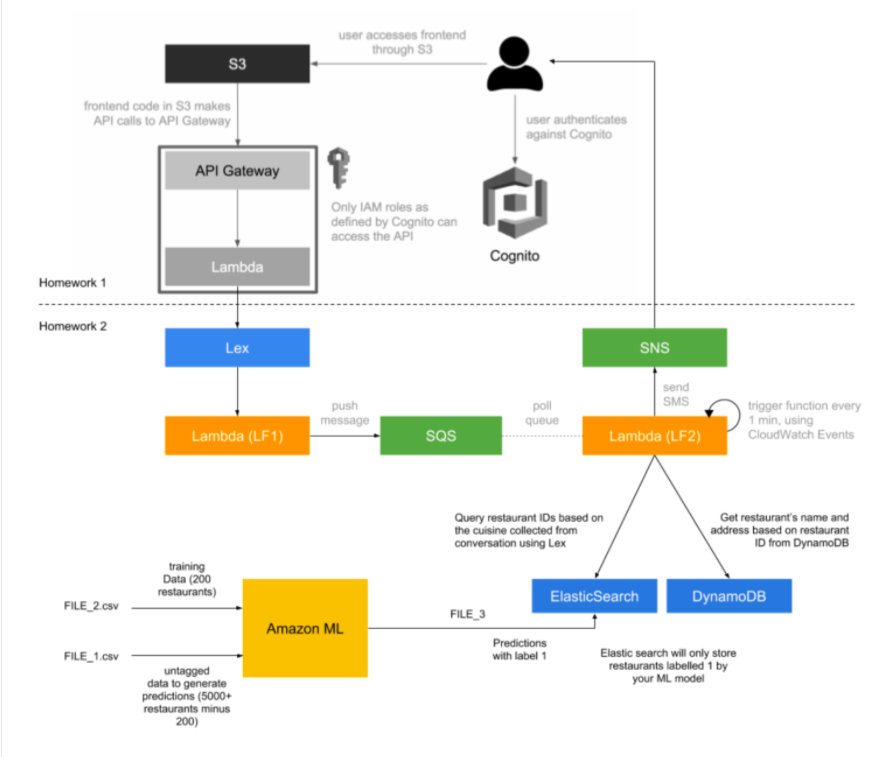 user accesses frontend
through S3
S3
frontend code in S3 makes
API calls to API Gateway
user authenticates
against Cognito
API Gateway
Only IAM roles as
defined by Cognito can
access the API
Lambda
Cognito
Homework 1
Homework 2
Lex
SNS
send
SMS
push
message
poll
queue
trigger function every
1 min, using
CloudWatch Events
Lambda (LF1)
SQS
Lambda (LF2)
Query restaurant IDs based on
the cuisine collected from
conversation using Lex
Get restaurant's name and
address based on restaurant
ID from DynamoDB
training
Data (200
restaurants)
FILE_2.csv
Amazon ML
FILE_3
ElasticSearch
DynamoDB
FILE_1.csv
Predictions
with label 1
Elastic search will only store
restaurants labelled 1 by
your ML model
untagged
data to generate
predictions (5000+
restaurants minus
200)